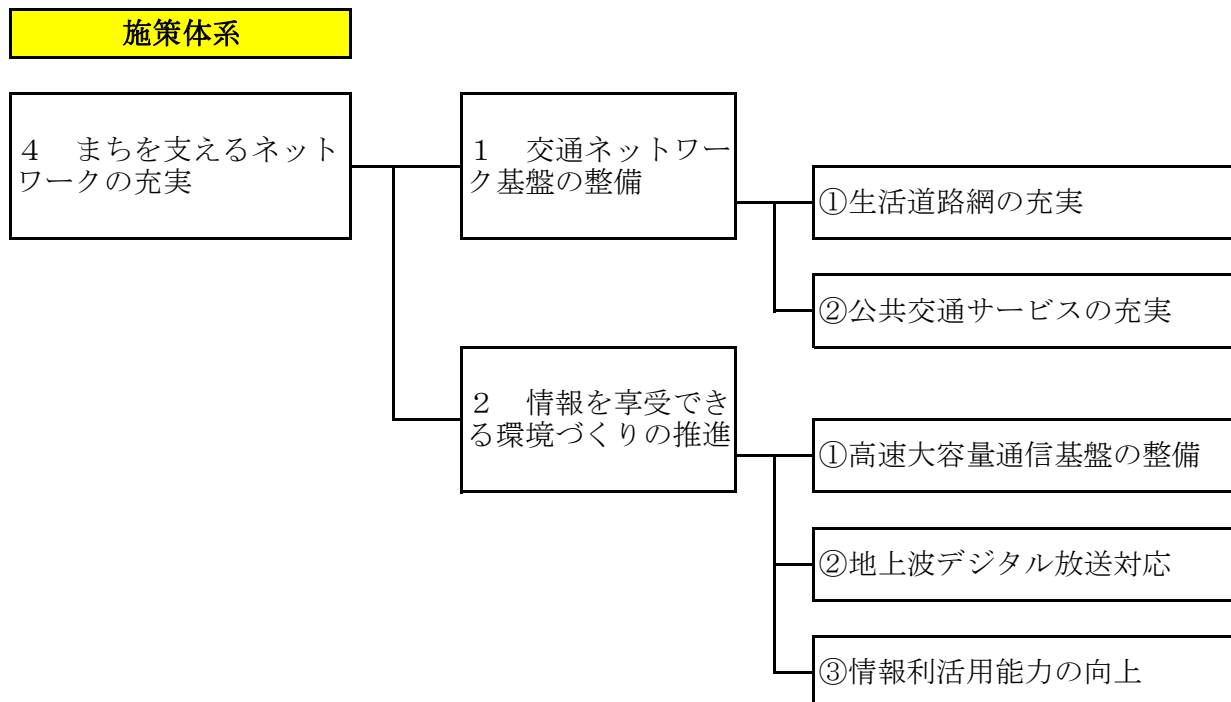 施策体系
４　まちを支えるネット
ワークの充実
１　交通ネットワー
ク基盤の整備
①生活道路網の充実
②公共交通サービスの充実
２　情報を享受でき
る環境づくりの推進
①高速大容量通信基盤の整備
②地上波デジタル放送対応
③情報利活用能力の向上